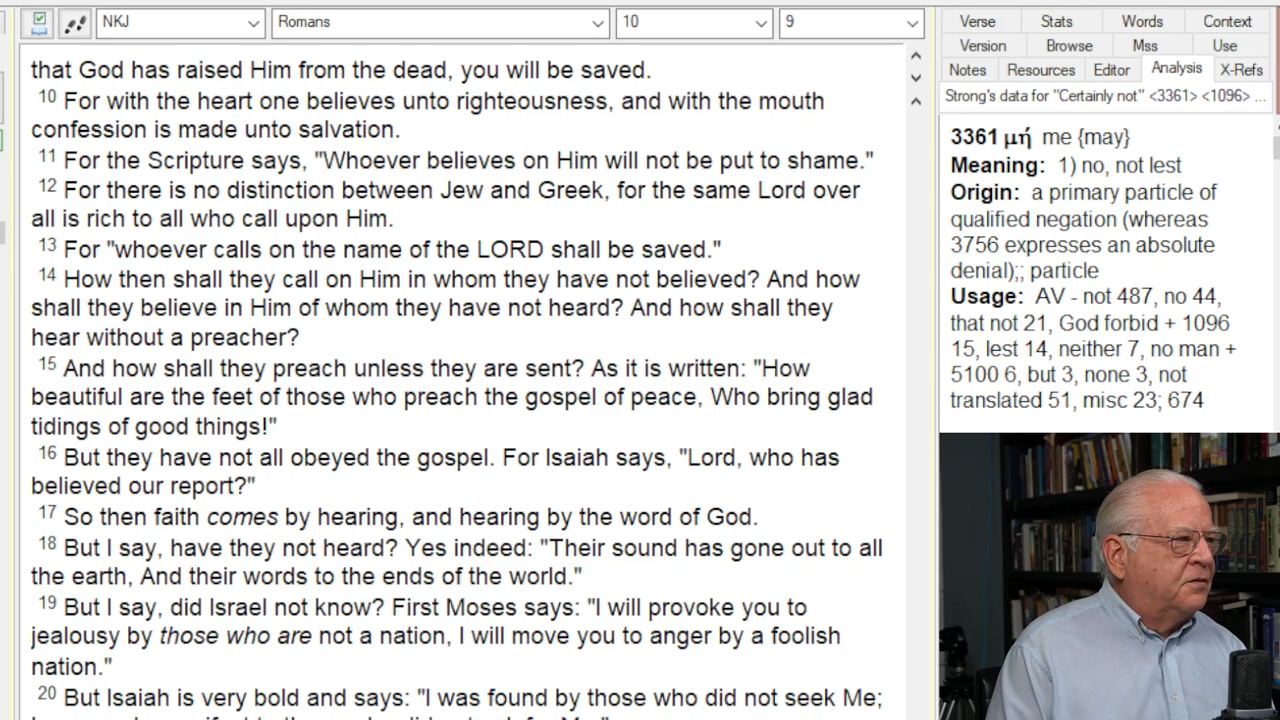 NKJ Romans 10 9
that God has raised Him from the dead, you will be saved.
10 For with the heart one believes unto righteousness, and with the mouth
confession is made unto salvation.
11 For the Scripture says, "Whoever believes on Him will not be put to shame."
12 For there is no distinction between Jew and Greek, for the same Lord over
all is rich to all who call upon Him.
13 For "whoever calls on the name of the LORD shall be saved."
14 How then shall they call on Him in whom they have not believed? And how
shall they believe in Him of whom they have not heard? And how shall they
hear without a preacher?
15 And how shall they preach unless they are sent? As it is written: "How
beautiful are the feet of those who preach the gospel of peace, Who bring glad
tidings of good things!"
16 But they have not all obeyed the gospel. For Isaiah says, "Lord, who has
believed our report?"
17 So then faith comes by hearing, and hearing by the word of God.
18 But I say, have they not heard? Yes indeed: "Their sound has gone out to all
the earth, And their words to the ends of the world."
19 But I say, did Israel not know? First Moses says: "I will provoke you to
jealousy by those who are not a nation, I will move you to anger by a foolish
nation."
20 But Isaiah is very bold and says: "I was found by those who did not seek Me;
Verse Stats Words Context
Version Browse Mss Use
Notes Resources Editor Analysis X-Refs
Strong's data for "Certainly not" <3361> <1096> ...
3361 μή me {may}
Meaning: 1) no, not lest
Origin: a primary particle of
qualified negation (whereas
3756 expresses an absolute
denial);; particle
Usage: AV - not 487, no 44,
that not 21, God forbid + 1096
15, lest 14, neither 7, no man +
5100 6, but 3, none 3, not
translated 51, misc 23; 674